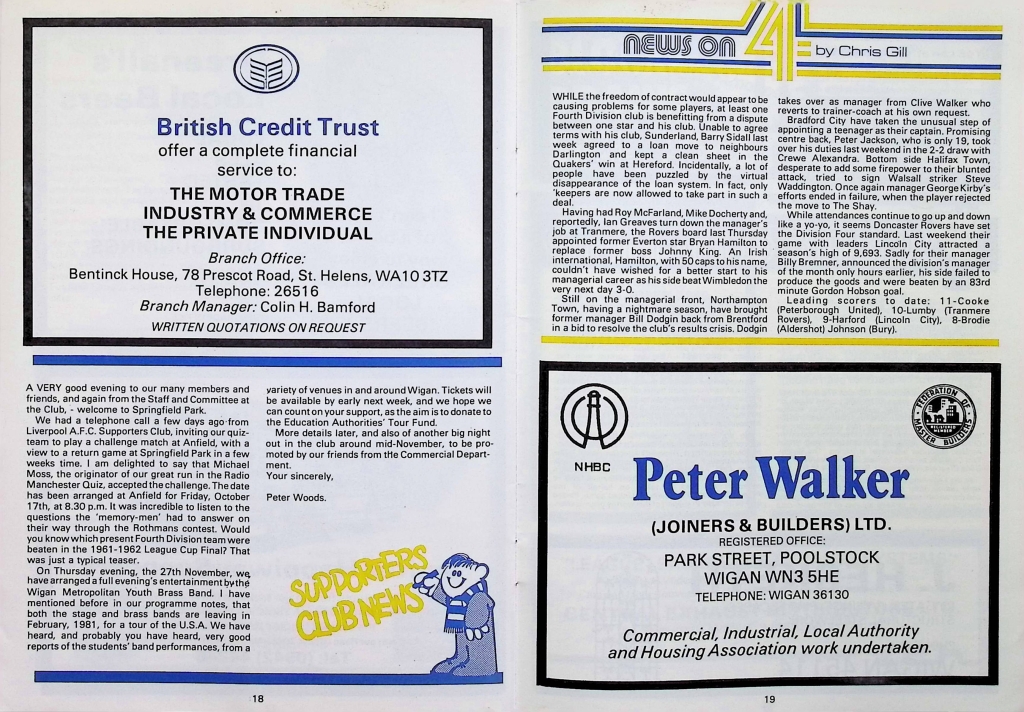 British Credit Trust
offer a complete financial
service to:
THE MOTOR TRADE
INDUSTRY & COMMERCE
THE PRIVATE INDIVIDUAL
Branch Office:
Bentinck House, 78 Prescot Road, St. Helens, WA10 3TZ
Telephone: 26516
Branch Manager: Colin H. Bamford
WRITTEN QUOTATIONS ON REQUEST
A VERY good evening to our many members and
friends, and again from the Staff and Committee at
the Club, - welcome to Springfield Park.
We had a telephone call a few days ago from
Liverpool A.F.C. Supporters Club, inviting our quiz-
team to play a challenge match at Anfield, with a
view to a return game at Springfield Park in a few
weeks time. I am delighted to say that Michael
Moss, the originator of our great run in the Radio
Manchester Quiz, accepted the challenge. The date
has been arranged at Anfield for Friday, October
17th, at 8.30 p.m. It was incredible to listen to the
questions the 'memory-men' had to answer on
their way through the Rothmans contest. Would
you know which present Fourth Division team were
beaten in the 1961-1962 League Cup Final? That
was just a typical teaser.
On Thursday evening, the 27th November, we
have arranged a full evening's entertainment by the
Wigan Metropolitan Youth Brass Band. I have
mentioned before in our programme notes, that
both the stage and brass bands are leaving in
February, 1981, for a tour of the U.S.A. We have
heard, and probably you have heard, very good
reports of the students' band performances, from a
variety of venues in and around Wigan. Tickets will
be available by early next week, and we hope we
can count on your support, as the aim is to donate to
the Education Authorities' Tour Fund.
More details later, and also of another big night
out in the club around mid-November, to be pro-
moted by our friends from the Commercial Depart-
ment.
Your sincerely,
Peter Woods.
SUPPORTERS
CLUB NEWS
18
NEWS ON 4 by Chris Gill
WHILE the freedom of contract would appear to be
causing problems for some players, at least one
Fourth Division club is benefiting from a dispute
between one star and his club. Unable to agree
terms with his club, Sunderland, Barry Sidall last
week agreed to a loan move to neighbours
Darlington and kept a clean sheet in the
Quakers' win at Hereford. Incidentally, a lot of
people have been puzzled by the virtual
disappearance of the loan system. In fact, only
'keepers are now allowed to take part in such a
deal.
Having had Roy McFarland, Mike Docherty and,
reportedly, Ian Greaves turn down the manager's
job at Tranmere, the Rovers board last Thursday
appointed former Everton star Bryan Hamilton to
replace former boss Johnny King. An Irish
international, Hamilton, with 50 caps to his name,
couldn't have wished for a better start to his
managerial career as his side beat Wimbledon the
very next day 3-0.
Still on the managerial front, Northampton
Town, having a nightmare season, have brought
former manager Bill Dodgin back from Brentford
in a bid to resolve the club's results crisis. Dodgin
takes over as manager from Clive Walker who
reverts to trainer-coach at his own request.
Bradford City have taken the unusual step of
appointing a teenager as their captain. Promising
centre back, Peter Jackson, who is only 19, took
over his duties last weekend in the 2-2 draw with
Crewe Alexandra. Bottom side Halifax Town,
desperate to add some firepower to their blunted
attack, tried to sign Walsall striker Steve
Waddington. Once again manager George Kirby's
efforts ended in failure, when the player rejected
the move to The Shay.
While attendances continue to go up and down
like a yo-yo, it seems Doncaster Rovers have set
the Division Four standard. Last weekend their
game with leaders Lincoln City attracted a
season's high of 9,693. Sadly for their manager
Billy Bremner, announced the division's manager
of the month only hours earlier, his side failed to
produce the goods and were beaten by an 83rd
minute Gordon Hobson goal.
Leading scorers to date: 11-Cooke
(Peterborough United), 10-Lumby (Tranmere
Rovers), 9-Harford (Lincoln City), 8-Brodie
(Aldershot) Johnson (Bury).
NHBC
FEDERATION OF
MASTER BUILDERS
REGISTERED
MEMBER
Peter Walker
(JOINERS & BUILDERS) LTD.
REGISTERED OFFICE:
PARK STREET, POOLSTOCK
WIGAN WN3 5HE
TELEPHONE: WIGAN 36130
Commercial, Industrial, Local Authority
and Housing Association work undertaken.
19